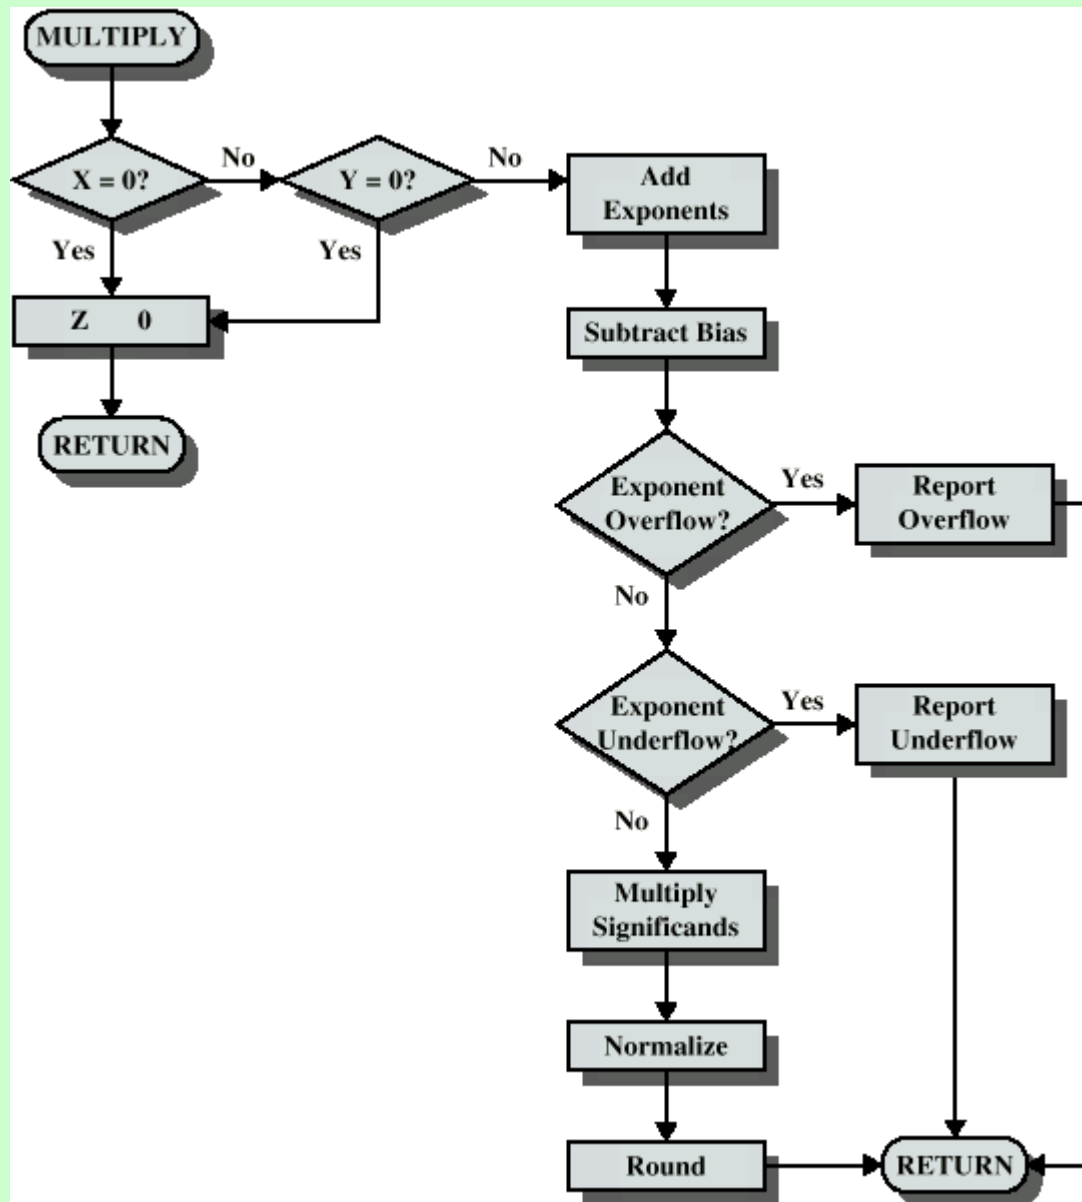 MULTIPLY
X = 0?
No
Y = 0?
No
Add
Exponents
Yes
Yes
Z 0
Subtract Bias
RETURN
Exponent
Overflow?
Yes
Report
Overflow
No
Exponent
Underflow?
Yes
Report
Underflow
No
Multiply
Significands
Normalize
Round
RETURN